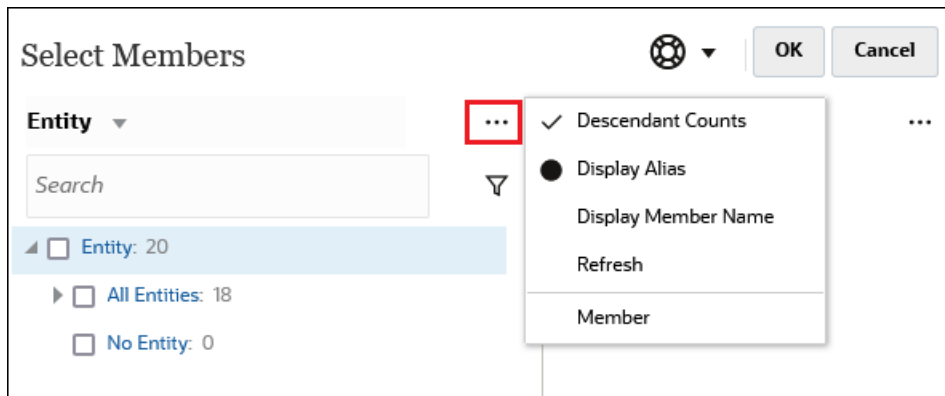 Select Members
OK
Cancel
Entity
Search
Entity: 20
All Entities: 18
No Entity: 0
Descendant Counts
Display Alias
Display Member Name
Refresh
Member